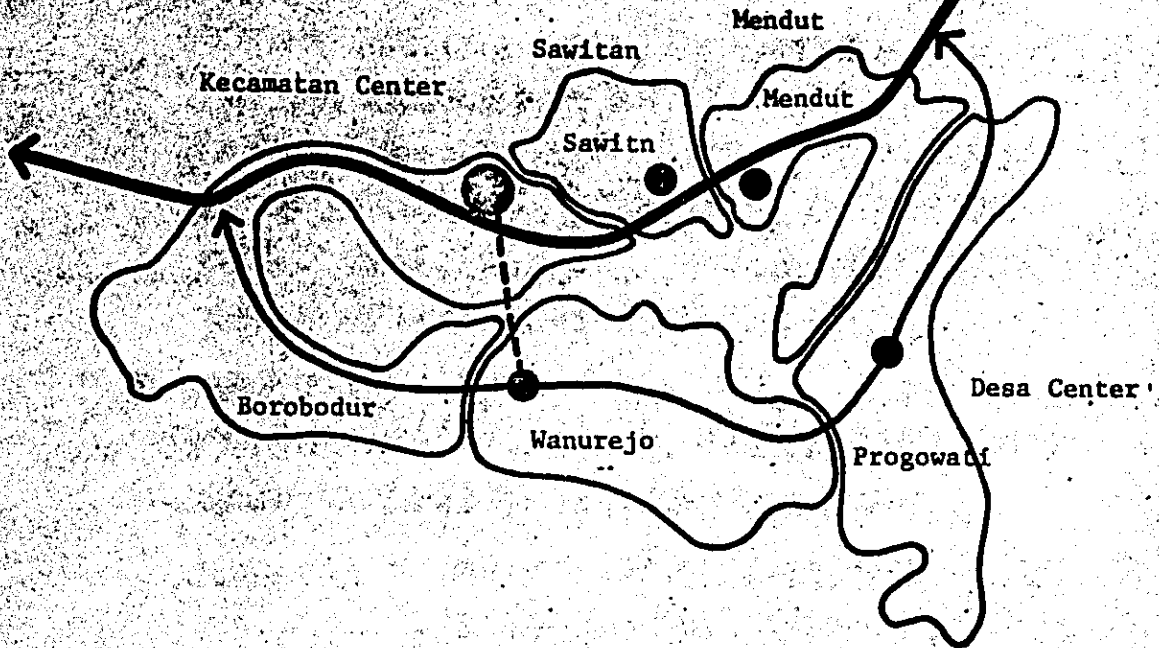 Mendut
Sawitan
Kecamatan Center
Mendut
Sawitn
Desa Center
Borobodur
Wanurejo
Progowati